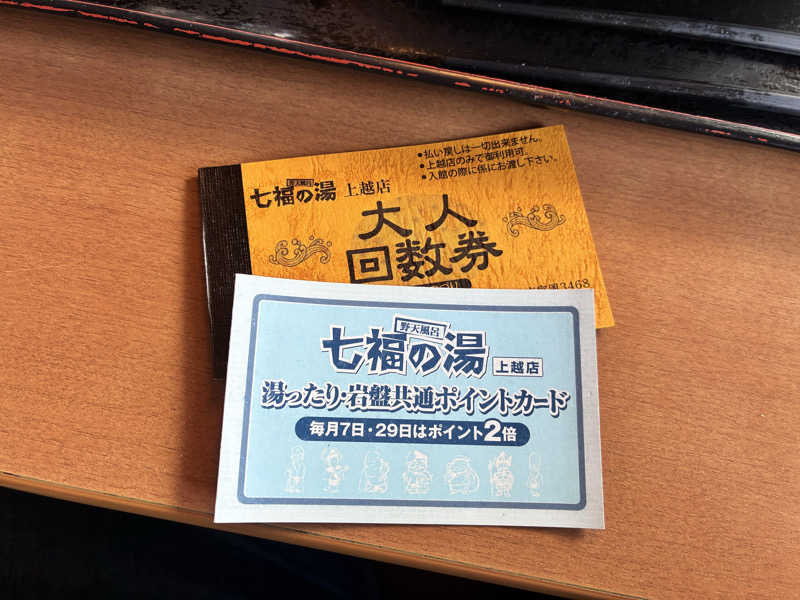 ●払い戻しは一切出来ません。
●上越店のみで御利用可。
●入館の際に係にお渡し下さい。
野天風呂
七福の湯 上越店
大人
回数券
3468
野天風呂
七福の湯 上越店
湯ったり・岩盤共通ポイントカード
毎月7日・29日はポイント2倍